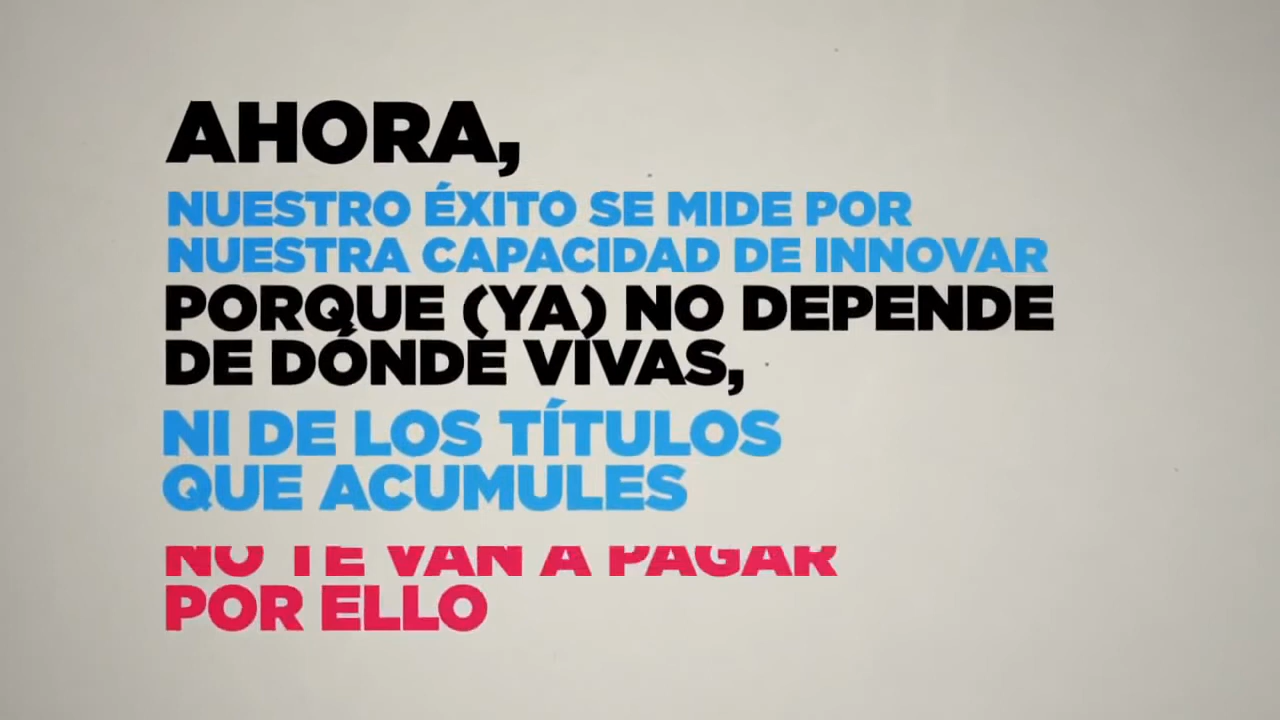 AHORA,
NUESTRO ÉXITO SE MIDE POR
NUESTRA CAPACIDAD DE INNOVAR
PORQUE (YA) NO DEPENDE
DE DÓNDE VIVAS,
NI DE LOS TÍTULOS
QUE ACUMULES
NO TE VAN A PAGAR
POR ELLO